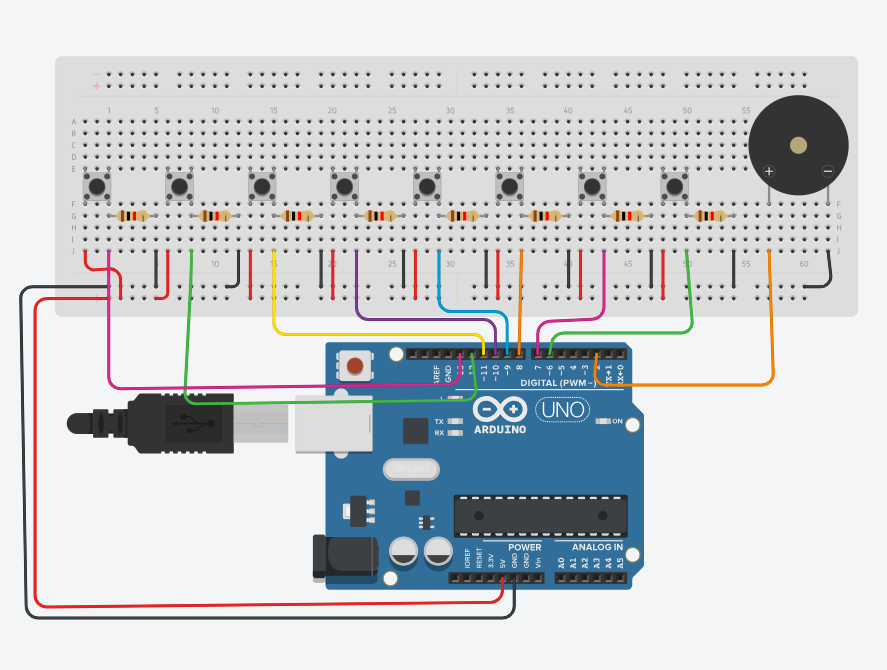 - -
+ +
1 5 10 15 20 25 30 35 40 45 50 55
A
B
C
D
E
+ −
F F
G G
H H
I I
J J
10 15 20 25 30 35 40 45 50 55 60
AREF
GND
~11
~10
~9
8
7
~6
~5
4
~3
2
TX→1
RX←0
DIGITAL (PWM~)
L
TX
RX
ARDUINO
UNO
ON
IOREF
RESET
3.3V
5V
GND
GND
Vin
POWER
ANALOG IN
A0
A1
A2
A3
A4
A5